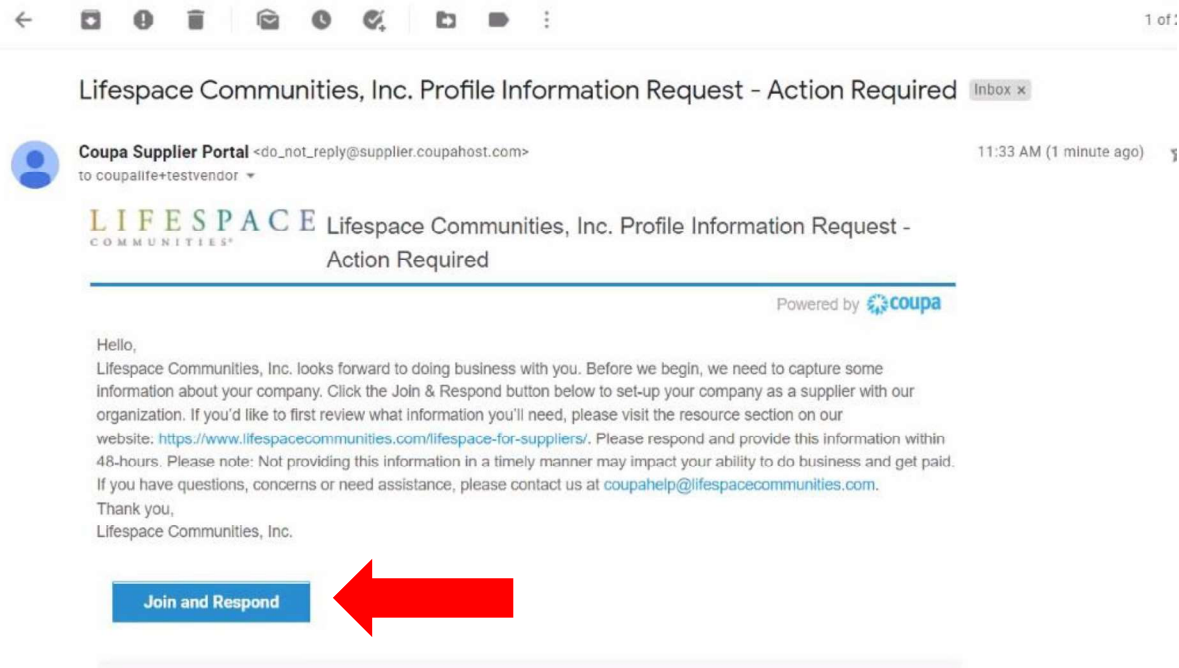 1 of 2
Lifespace Communities, Inc. Profile Information Request - Action Required Inbox x
Coupa Supplier Portal <do_not_reply@supplier.coupahost.com> 11:33 AM (1 minute ago)
to coupalife+testvendor
LIFESPACE
COMMUNITIES®
Lifespace Communities, Inc. Profile Information Request -
Action Required
Powered by coupa
Hello,
Lifespace Communities, Inc. looks forward to doing business with you. Before we begin, we need to capture some
information about your company. Click the Join & Respond button below to set-up your company as a supplier with our
organization. If you'd like to first review what information you'll need, please visit the resource section on our
website: https://www.lifespacecommunities.com/lifespace-for-suppliers/. Please respond and provide this information within
48-hours. Please note: Not providing this information in a timely manner may impact your ability to do business and get paid.
If you have questions, concerns or need assistance, please contact us at coupahelp@lifespacecommunities.com.
Thank you,
Lifespace Communities, Inc.
Join and Respond